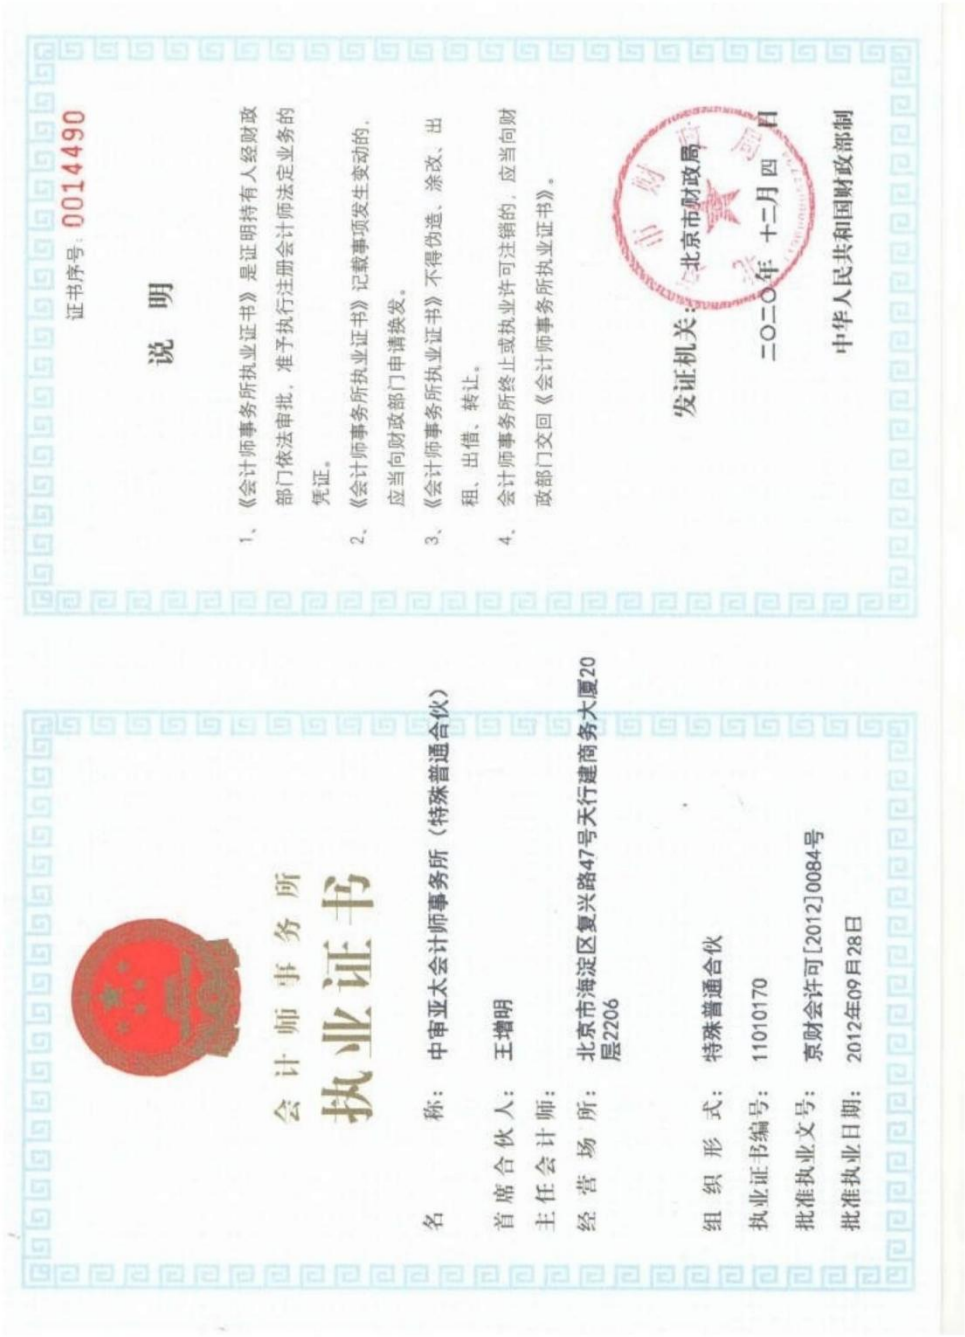 会计师事务所
执业证书
名称：中审亚太会计师事务所（特殊普通合伙）
首席合伙人：王增明
主任会计师：
经营场所：北京市海淀区复兴路47号天行建商务大厦20
层2206
组织形式：特殊普通合伙
执业证书编号：11010170
批准执业文号：京财会许可[2012]0084号
批准执业日期：2012年09月28日
证书序号：0014490
说明
1、《会计师事务所执业证书》是证明持有人经财政
部门依法审批，准予执行注册会计师法定业务的
凭证。
2、《会计师事务所执业证书》记载事项发生变动的，
应当向财政部门申请换发。
3、《会计师事务所执业证书》不得伪造、涂改、出
租、出借、转让。
4、会计师事务所终止或执业许可注销的，应当向财
政部门交回《会计师事务所执业证书》。
发证机关：北京市财政局
二〇二〇年十二月四日
中华人民共和国财政部制